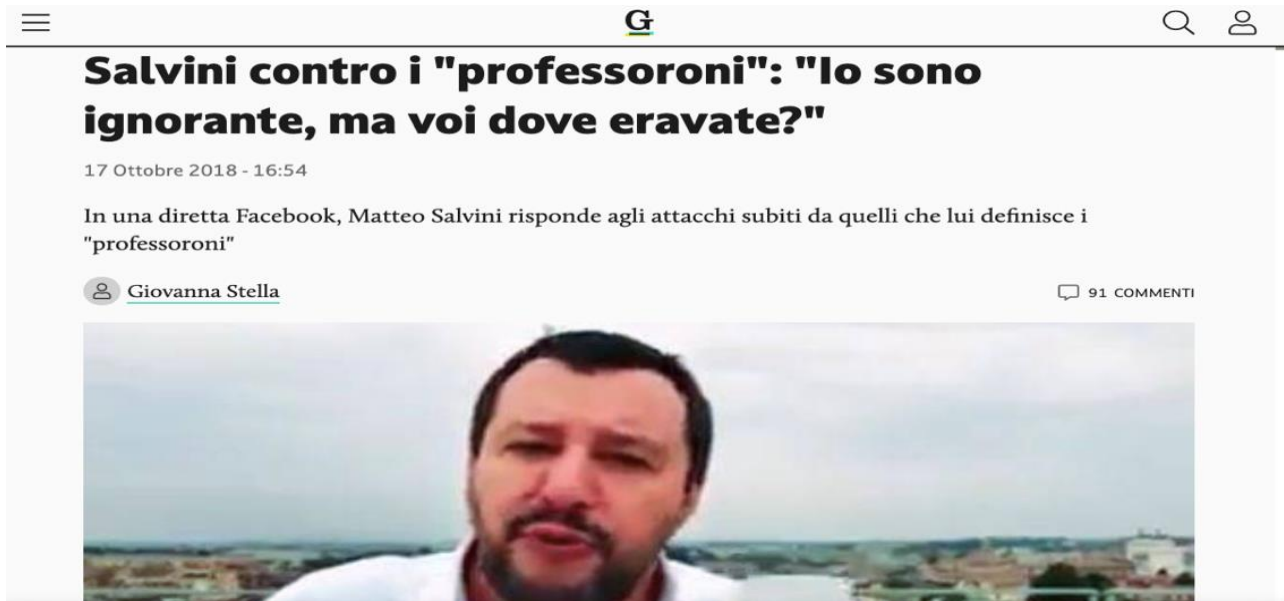 G
Salvini contro i "professoroni": "Io sono
ignorante, ma voi dove eravate?"
17 Ottobre 2018 - 16:54
In una diretta Facebook, Matteo Salvini risponde agli attacchi subiti da quelli che lui definisce i
"professoroni"
Giovanna Stella
91 COMMENTI